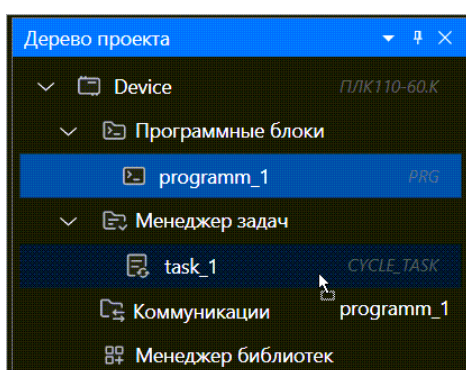 Дерево проекта
Device ПЛК110-60.К
Программные блоки
programm_1 PRG
Менеджер задач
task_1 CYCLE_TASK
Коммуникации programm_1
Менеджер библиотек